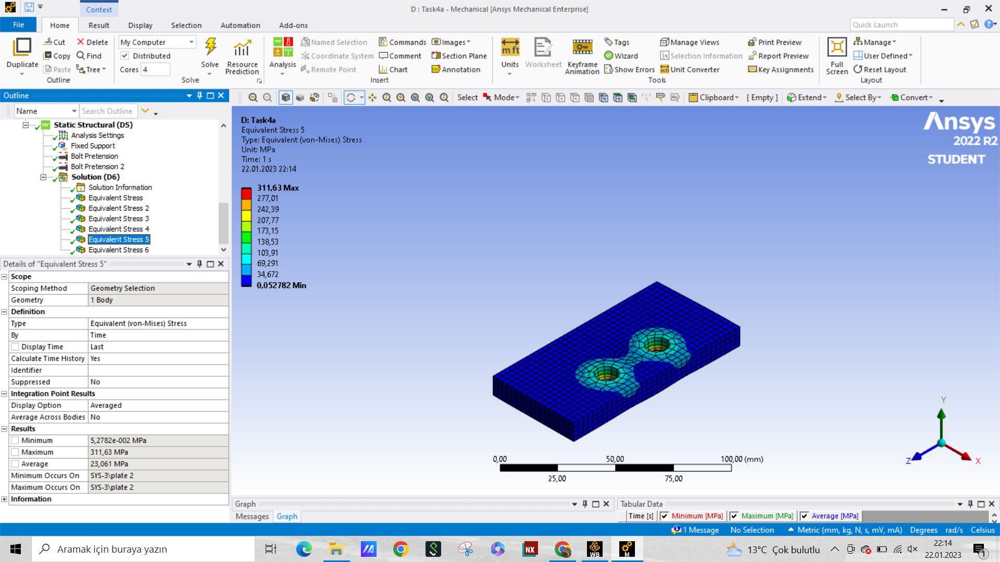 Context
D : Task4a - Mechanical [Ansys Mechanical Enterprise]
File Home Result Display Selection Automation Add-ons
Quick Launch
Duplicate
Cut
Copy
Paste
Delete
Find
Tree
Outline
My Computer
Distributed
Cores 4
Solve
Resource Prediction
Solve
Analysis
Named Selection
Coordinate System
Remote Point
Commands
Comment
Chart
Images
Section Plane
Annotation
Insert
Units
Worksheet
Keyframe Animation
Tags
Wizard
Show Errors
Manage Views
Selection Information
Unit Converter
Print Preview
Report Preview
Key Assignments
Tools
Full Screen
Manage
User Defined
Reset Layout
Layout
Outline
Name
Search Outline
Static Structural (D5)
Analysis Settings
Fixed Support
Bolt Pretension
Bolt Pretension 2
Solution (D6)
Solution Information
Equivalent Stress
Equivalent Stress 2
Equivalent Stress 3
Equivalent Stress 4
Equivalent Stress 5
Equivalent Stress 6
Details of "Equivalent Stress 5"
Scope
Scoping Method Geometry Selection
Geometry 1 Body
Definition
Type Equivalent (von-Mises) Stress
By Time
Display Time Last
Calculate Time History Yes
Identifier
Suppressed No
Integration Point Results
Display Option Averaged
Average Across Bodies No
Results
Minimum 5,2782e-002 MPa
Maximum 311,63 MPa
Average 23,061 MPa
Minimum Occurs On SYS-3\plate 2
Maximum Occurs On SYS-3\plate 2
Information
Select Mode
Clipboard [ Empty ] Extend Select By Convert
D: Task4a
Equivalent Stress 5
Type: Equivalent (von-Mises) Stress
Unit: MPa
Time: 1 s
22.01.2023 22:14
311,63 Max
277,01
242,39
207,77
173,15
138,53
103,91
69,291
34,672
0,052782 Min
Ansys
2022 R2
STUDENT
0,00 50,00 100,00 (mm)
25,00 75,00
Y
Z
X
Graph
Messages Graph
Tabular Data
Time [s] Minimum [MPa] Maximum [MPa] Average [MPa]
1 Message No Selection Metric (mm, kg, N, s, mV, mA) Degrees rad/s Celsius
Aramak için buraya yazın
NX
WB
M
13°C Çok bulutlu
22:14
22.01.2023
1